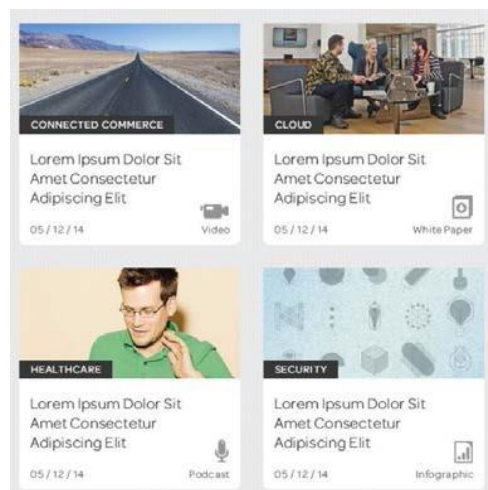 CONNECTED COMMERCE
Lorem Ipsum Dolor Sit
Amet Consectetur
Adipiscing Elit
05 / 12 / 14
Video
CLOUD
Lorem Ipsum Dolor Sit
Amet Consectetur
Adipiscing Elit
05 / 12 / 14
White Paper
HEALTHCARE
Lorem Ipsum Dolor Sit
Amet Consectetur
Adipiscing Elit
05 / 12 / 14
Podcast
SECURITY
Lorem Ipsum Dolor Sit
Amet Consectetur
Adipiscing Elit
05 / 12 / 14
Infographic